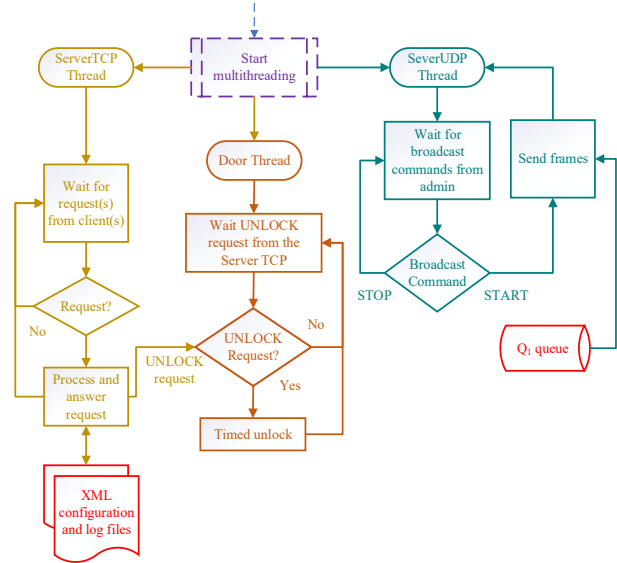 ServerTCP
Thread
Start
multithreading
SeverUDP
Thread
Wait for
request(s)
from client(s)
Door Thread
Wait for
broadcast
commands from
admin
Send frames
Wait UNLOCK
request from the
Server TCP
Request?
No
Broadcast
Command
STOP
START
UNLOCK
Request?
No
Yes
UNLOCK
request
Q1 queue
Process and
answer
request
Timed unlock
XML
configuration
and log files